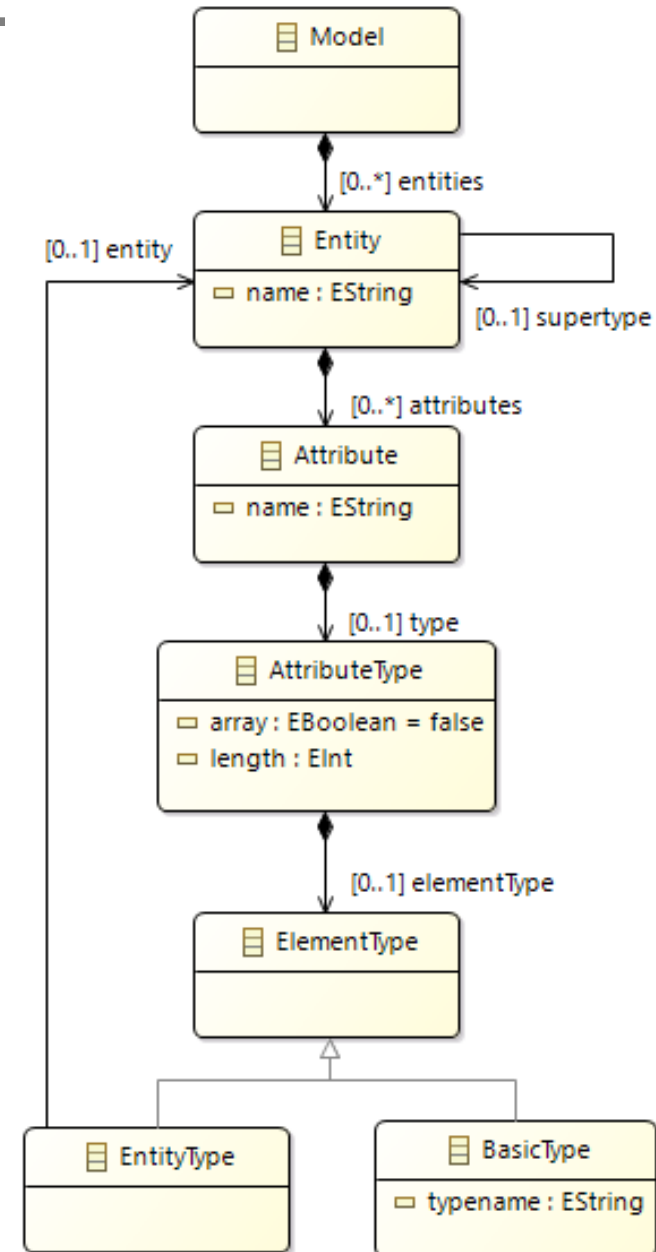 Model
[0..*] entities
[0..1] entity
Entity
name : EString
[0..1] supertype
[0..*] attributes
Attribute
name : EString
[0..1] type
AttributeType
array : EBoolean = false
length : EInt
[0..1] elementType
ElementType
EntityType
BasicType
typename : EString